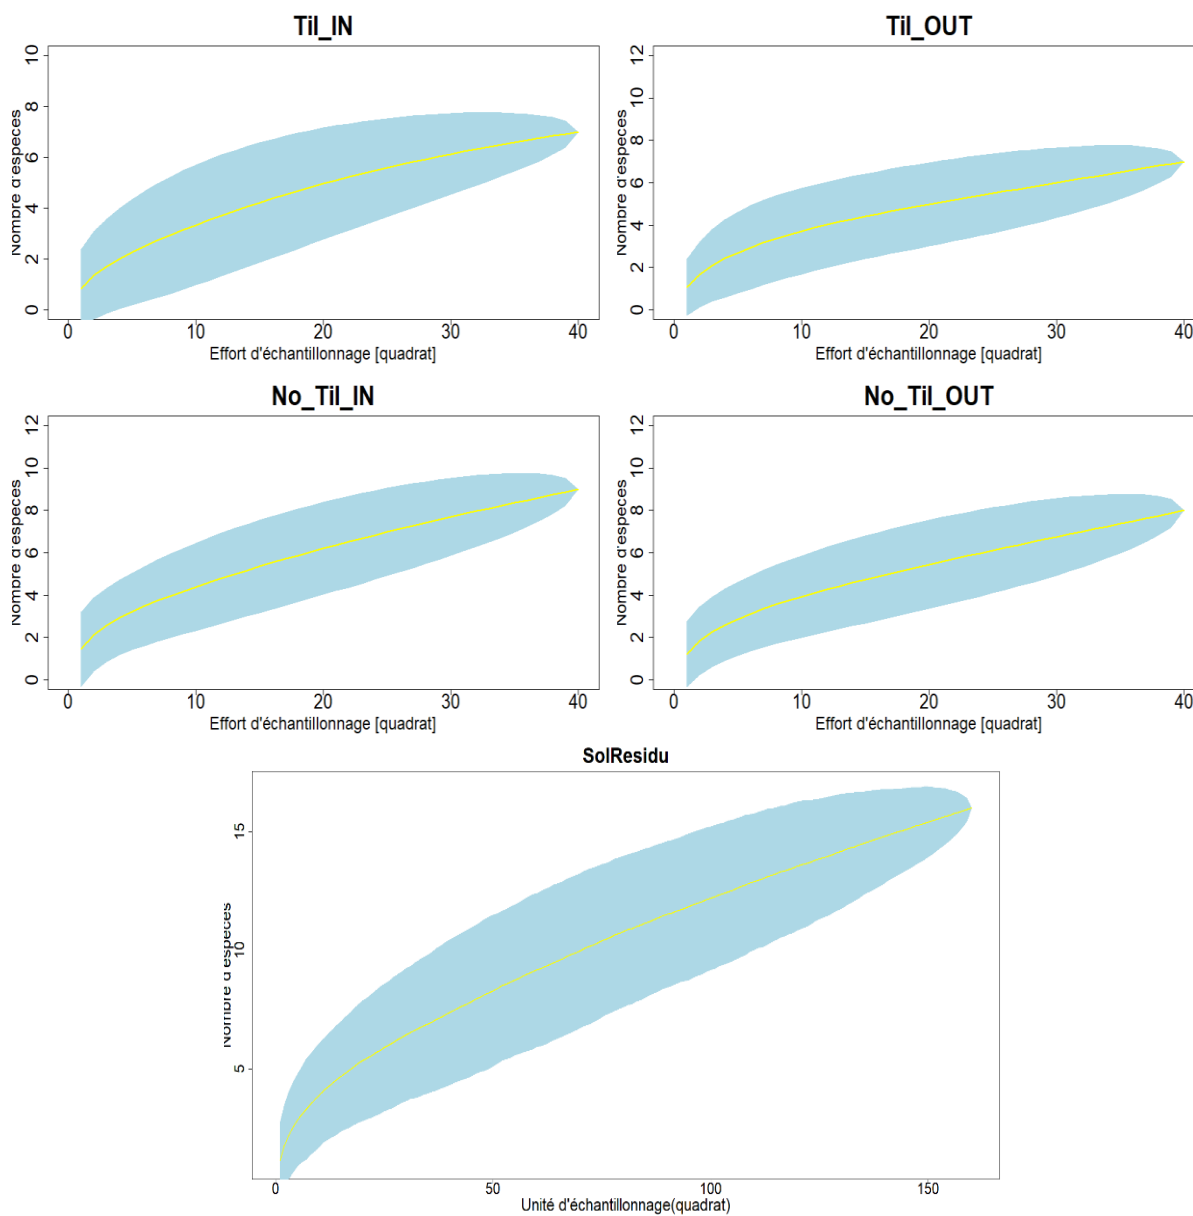 Til_IN
Til_OUT
Nombre d'especes
0 2 4 6 8 10
0 10 20 30 40
Effort d'échantillonnage [quadrat]
Nombre d'especes
0 2 4 6 8 10 12
0 10 20 30 40
Effort d'échantillonnage [quadrat]
No_Til_IN
No_Til_OUT
Nombre d'especes
0 2 4 6 8 10 12
0 10 20 30 40
Effort d'échantillonnage [quadrat]
Nombre d'especes
0 2 4 6 8 10 12
0 10 20 30 40
Effort d'échantillonnage [quadrat]
SolResidu
Nombre d'especes
5 10 15
0 50 100 150
Unité d'échantillonnage(quadrat)